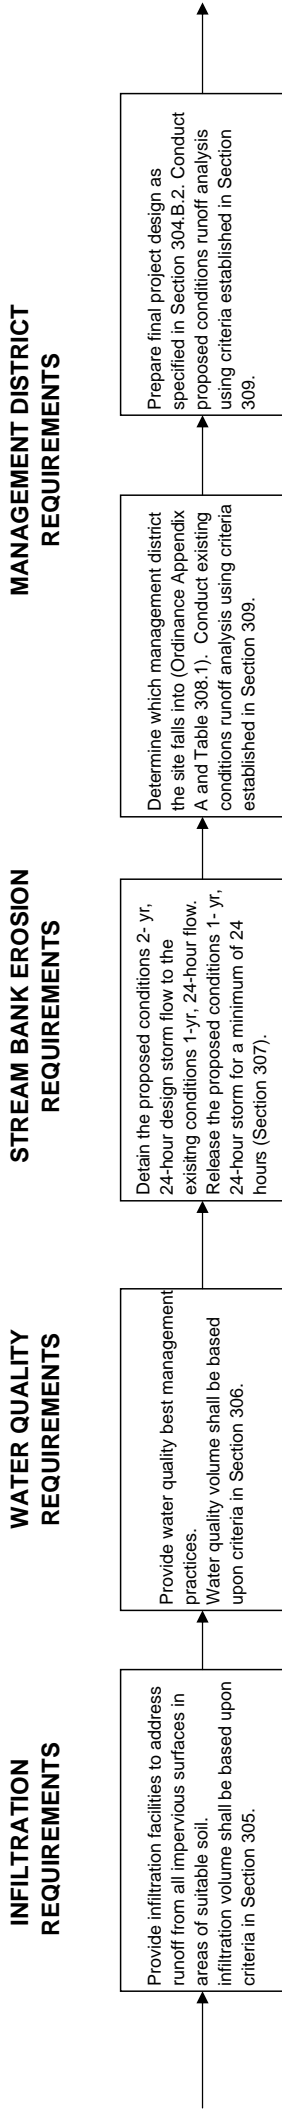 INFILTRATION
REQUIREMENTS
Provide infiltration facilities to address
runoff from all impervious surfaces in
areas of suitable soil.
infiltration volume shall be based upon
criteria in Section 305.
WATER QUALITY
REQUIREMENTS
Provide water quality best management
practices.
Water quality volume shall be based
upon criteria in Section 306.
STREAM BANK EROSION
REQUIREMENTS
Detain the proposed conditions 2- yr,
24-hour design storm flow to the
exisitng conditions 1-yr, 24-hour flow.
Release the proposed conditions 1- yr,
24-hour storm for a minimum of 24
hours (Section 307).
MANAGEMENT DISTRICT
REQUIREMENTS
Determine which management district
the site falls into (Ordinance Appendix
A and Table 308.1). Conduct existing
conditions runoff analysis using criteria
established in Section 309.
Prepare final project design as
specified in Section 304.B.2. Conduct
proposed conditions runoff analysis
using criteria established in Section
309.